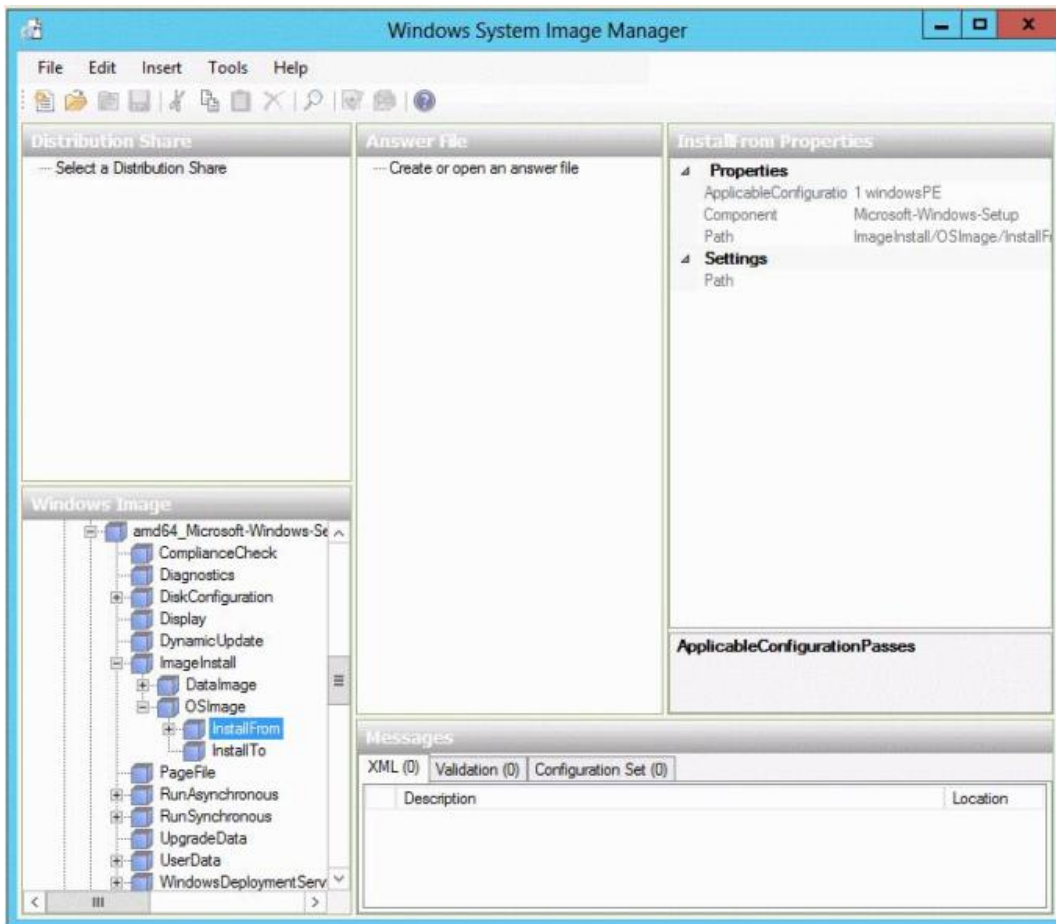 Windows System Image Manager
File Edit Insert Tools Help
Distribution Share
Select a Distribution Share
Answer File
Create or open an answer file
InstallFrom Properties
Properties
ApplicableConfiguratio 1 windowsPE
Component Microsoft-Windows-Setup
Path ImageInstall/OSImage/InstallFr
Settings
Path
ApplicableConfigurationPasses
Windows Image
amd64_Microsoft-Windows-Se
ComplianceCheck
Diagnostics
DiskConfiguration
Display
DynamicUpdate
ImageInstall
DataImage
OSImage
InstallFrom
InstallTo
PageFile
RunAsynchronous
RunSynchronous
UpgradeData
UserData
WindowsDeploymentServ
Messages
XML (0) Validation (0) Configuration Set (0)
Description Location